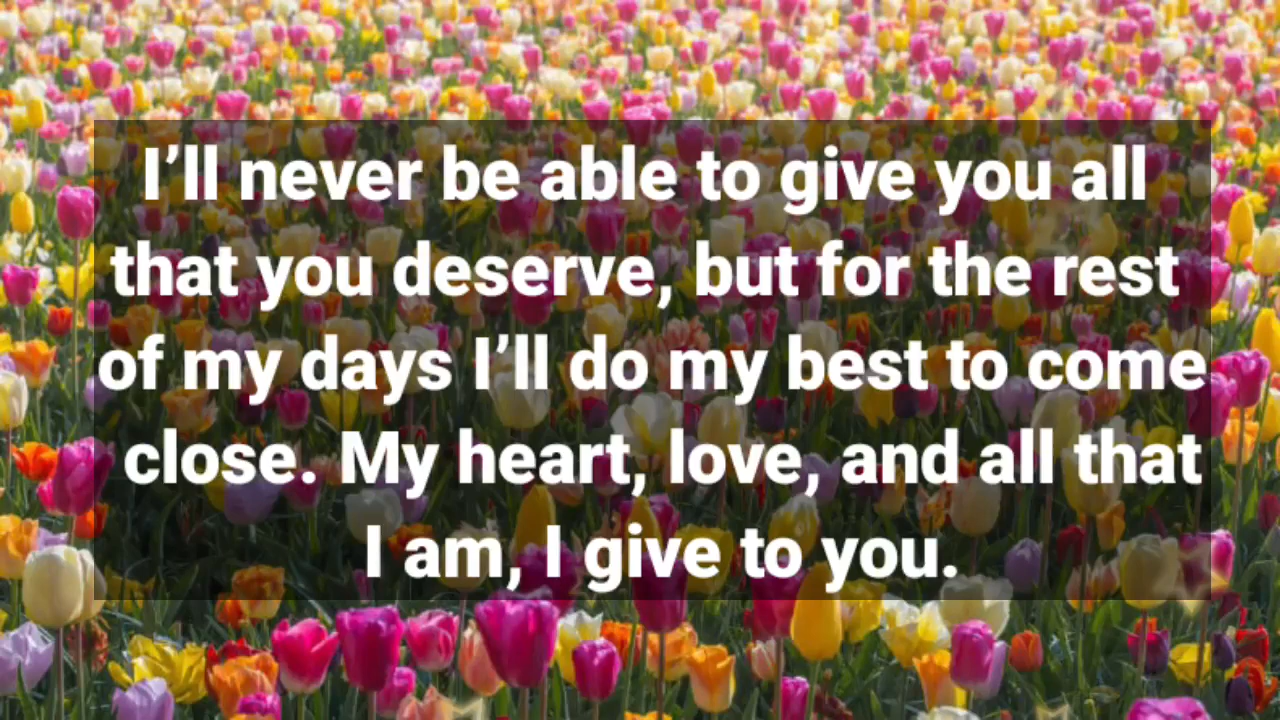 I’ll never be able to give you all
that you deserve, but for the rest
of my days I’ll do my best to come
close. My heart, love, and all that
I am, I give to you.